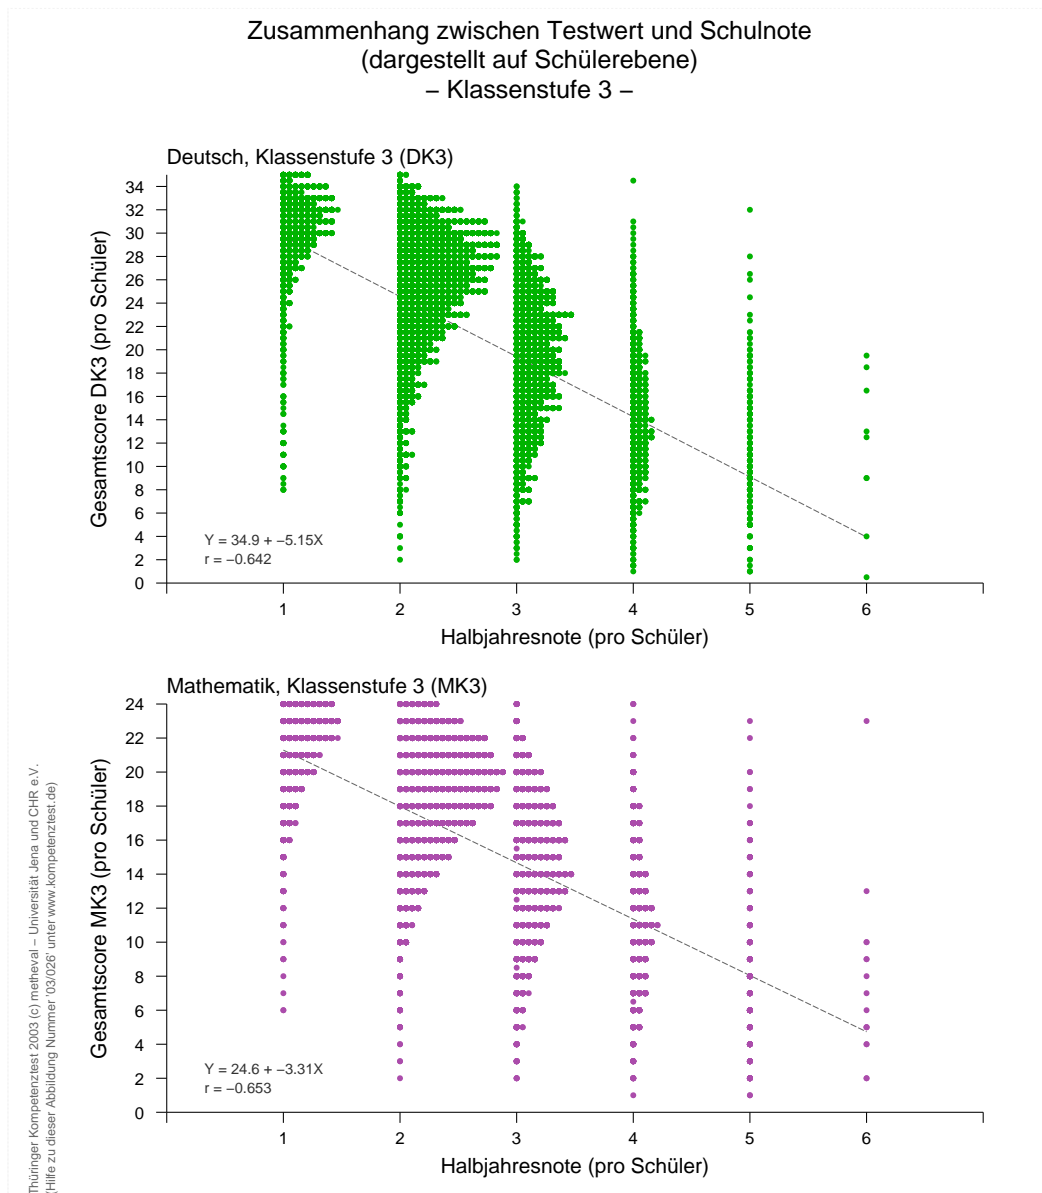 Zusammenhang zwischen Testwert und Schulnote
(dargestellt auf Schülerebene)
– Klassenstufe 3 –
Deutsch, Klassenstufe 3 (DK3)
Gesamtscore DK3 (pro Schüler)
34
32
30
28
26
24
22
20
18
16
14
12
10
8
6
4
2
0
Y = 34.9 + −5.15X
r = −0.642
1 2 3 4 5 6
Halbjahresnote (pro Schüler)
Mathematik, Klassenstufe 3 (MK3)
Gesamtscore MK3 (pro Schüler)
24
22
20
18
16
14
12
10
8
6
4
2
0
Y = 24.6 + −3.31X
r = −0.653
1 2 3 4 5 6
Halbjahresnote (pro Schüler)
Thüringer Kompetenztest 2003 (c) metheval – Universität Jena und CHR e.V.
(Hilfe zu dieser Abbildung Nummer '03/026' unter www.kompetenztest.de)